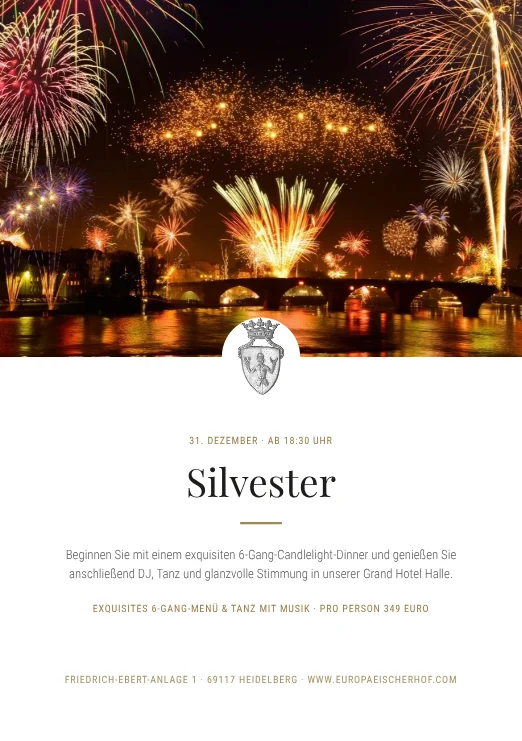 31. DEZEMBER · AB 18:30 UHR
Silvester
Beginnen Sie mit einem exquisiten 6-Gang-Candlelight-Dinner und genießen Sie
anschließend DJ, Tanz und glanzvolle Stimmung in unserer Grand Hotel Halle.
EXQUISITES 6-GANG-MENÜ & TANZ MIT MUSIK · PRO PERSON 349 EURO
FRIEDRICH-EBERT-ANLAGE 1 · 69117 HEIDELBERG · WWW.EUROPAEISCHERHOF.COM